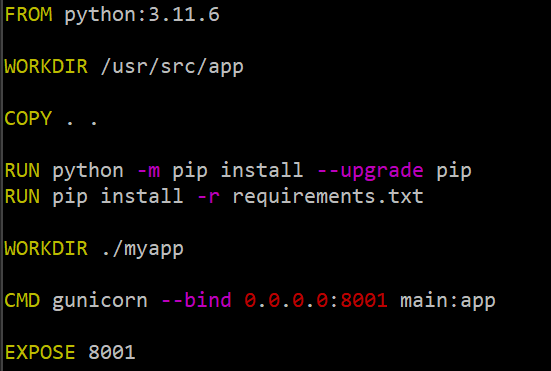 FROM python:3.11.6
WORKDIR /usr/src/app
COPY . .
RUN python -m pip install --upgrade pip
RUN pip install -r requirements.txt
WORKDIR ./myapp
CMD gunicorn --bind 0.0.0.0:8001 main:app
EXPOSE 8001